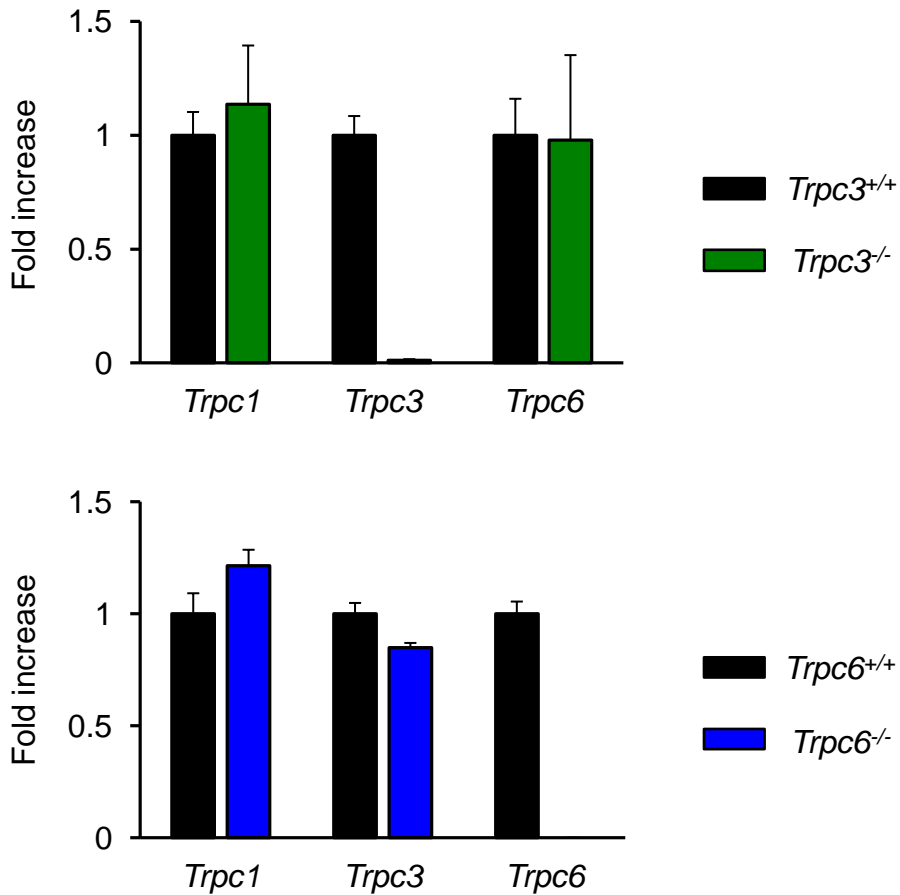 1.5
1
0.5
0
Fold increase
Trpc1 Trpc3 Trpc6
Trpc3+/+
Trpc3-/-
1.5
1
0.5
0
Fold increase
Trpc1 Trpc3 Trpc6
Trpc6+/+
Trpc6-/-